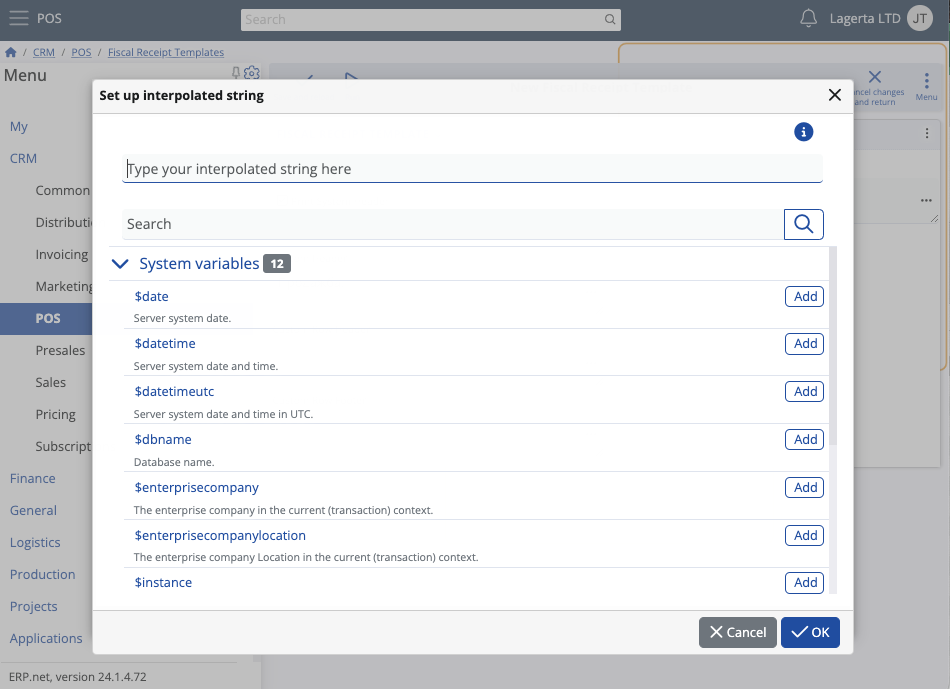 POS
Search
Lagerta LTD
JT
/ CRM / POS / Fiscal Receipt Templates
Menu
ncel changes
and return
Menu
Set up interpolated string
My
CRM
Common
Distributi
Invoicing
Marketing
POS
Presales
Sales
Pricing
Subscript
Finance
General
Logistics
Production
Projects
Applications
ERP.net, version 24.1.4.72
Type your interpolated string here
Search
System variables 12
$date Add
Server system date.
$datetime Add
Server system date and time.
$datetimeutc Add
Server system date and time in UTC.
$dbname Add
Database name.
$enterprisecompany Add
The enterprise company in the current (transaction) context.
$enterprisecompanylocation Add
The enterprise company Location in the current (transaction) context.
$instance Add
Cancel
OK